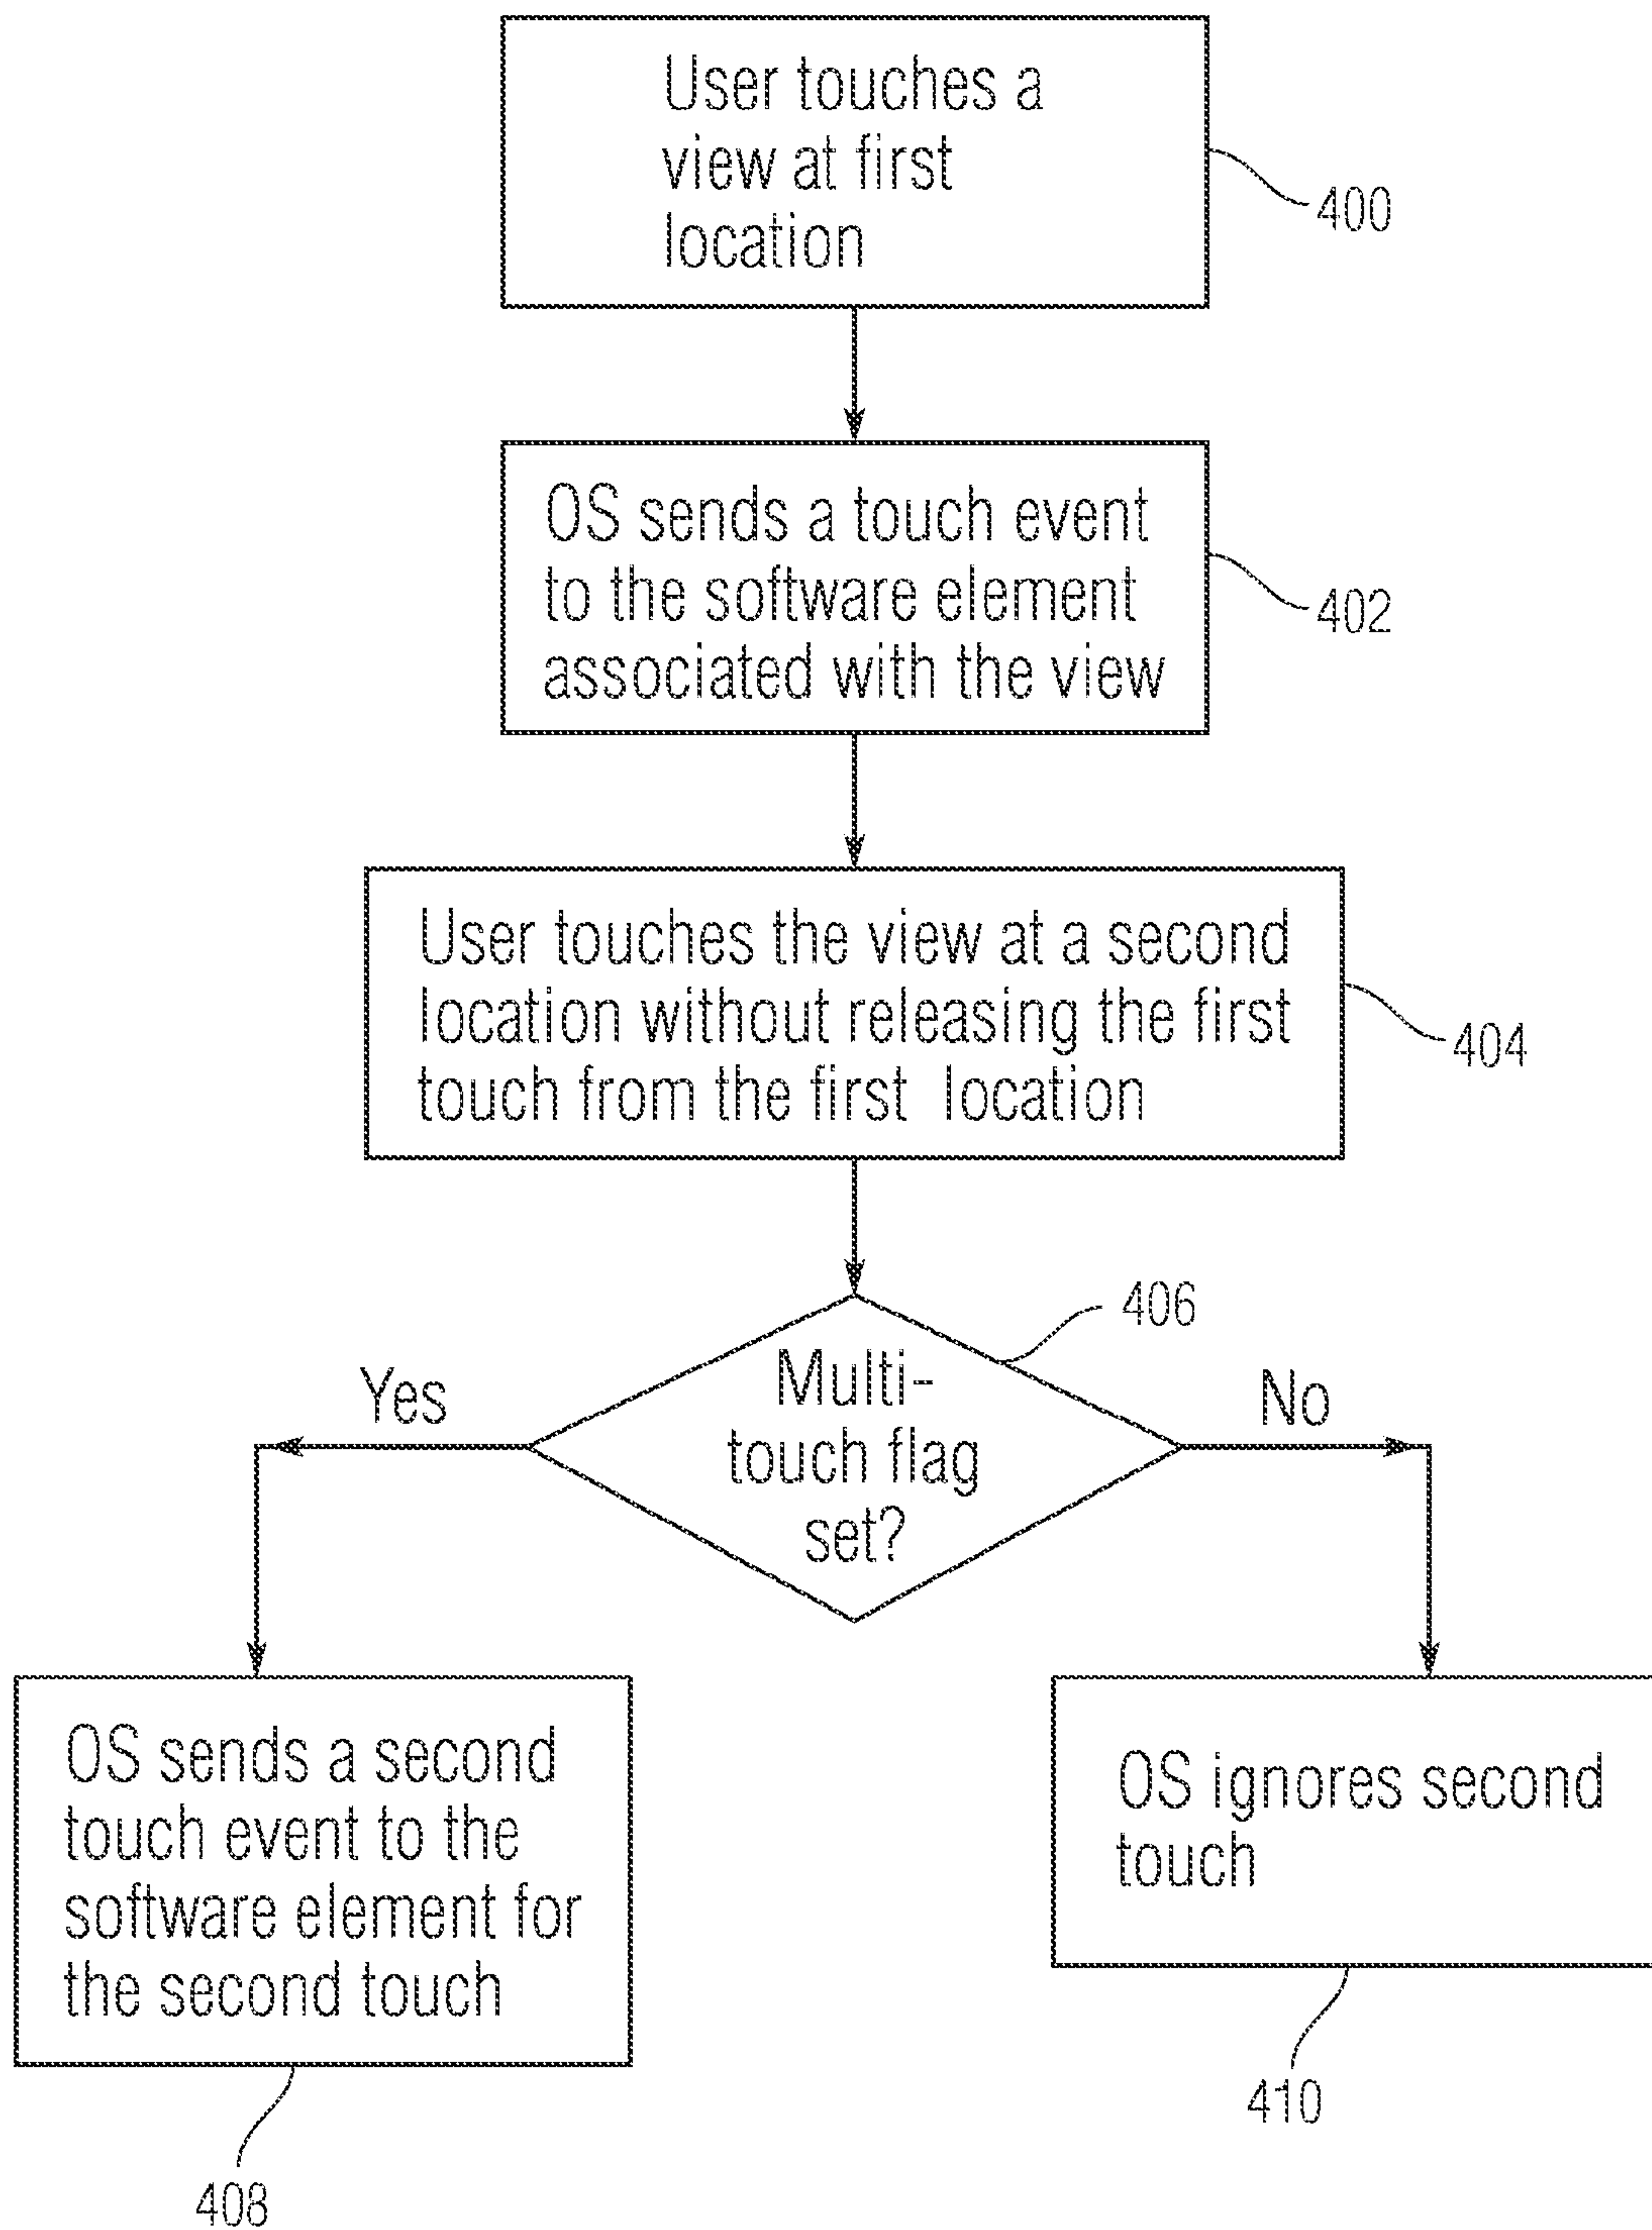 User touches a
view at first
location
400
OS sends a touch event
to the software element
associated with the view
402
User touches the view at a second
location without releasing the first
touch from the first location
404
406
Multi-
touch flag
set?
Yes
No
OS sends a second
touch event to the
software element for
the second touch
408
OS ignores second
touch
410